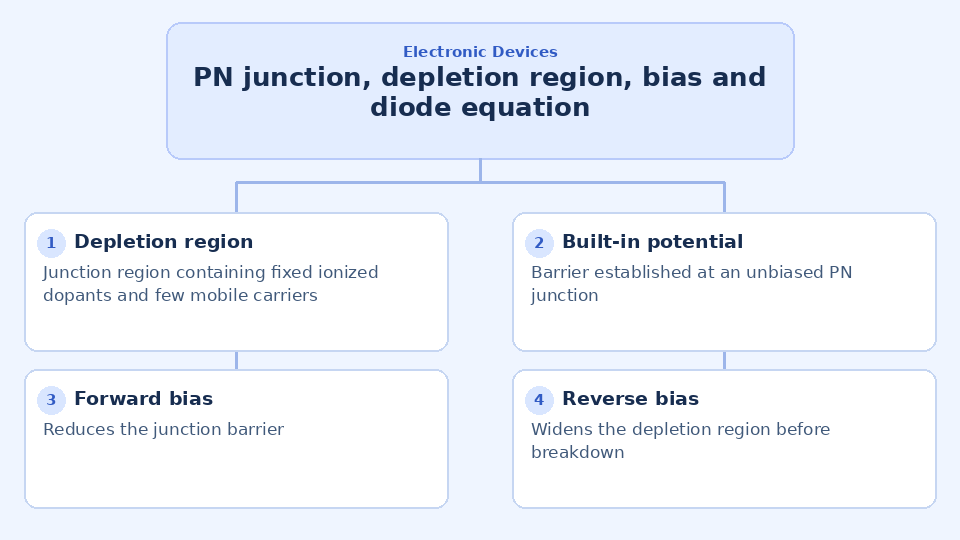 Electronic Devices
PN junction, depletion region, bias and
diode equation
1 Depletion region
Junction region containing fixed ionized
dopants and few mobile carriers
2 Built-in potential
Barrier established at an unbiased PN
junction
3 Forward bias
Reduces the junction barrier
4 Reverse bias
Widens the depletion region before
breakdown